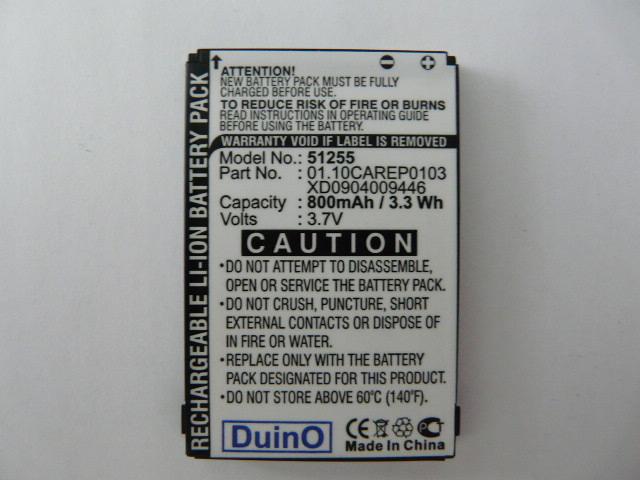 RECHARGEABLE LI-ION BATTERY PACK
ATTENTION!
NEW BATTERY PACK MUST BE FULLY
CHARGED BEFORE USE.
TO REDUCE RISK OF FIRE OR BURNS
READ INSTRUCTIONS IN OPERATING GUIDE
BEFORE USING BATTERY
WARRANTY VOID IF LABEL IS REMOVED
Model No.: 51255
Part No. : 01.10CAREP0103
XD0904009446
Capacity : 800mAh / 3.3 Wh
Volts : 3.7V
CAUTION
•DO NOT ATTEMPT TO DISASSEMBLE,
OPEN OR SERVICE THE BATTERY PACK.
•DO NOT CRUSH, PUNCTURE, SHORT
EXTERNAL CONTACTS OR DISPOSE OF
IN FIRE OR WATER.
•REPLACE ONLY WITH THE BATTERY
PACK DESIGNATED FOR THIS PRODUCT.
•DO NOT STORE ABOVE 60°C (140°F).
DuinO
CE
Made In China